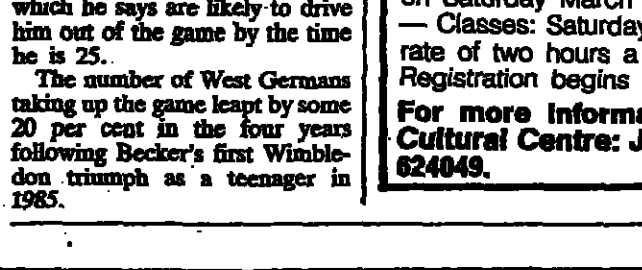 which he says are likely to drive
him out of the game by the time
he is 25.
The number of West Germans
taking up the game leapt by some
20 per cent in the four years
following Becker's first Wimble-
don triumph as a teenager in
1985.
on Saturday March
— Classes: Saturday
rate of two hours a
Registration begins
For more Informa
Cultural Centre: J
624049.